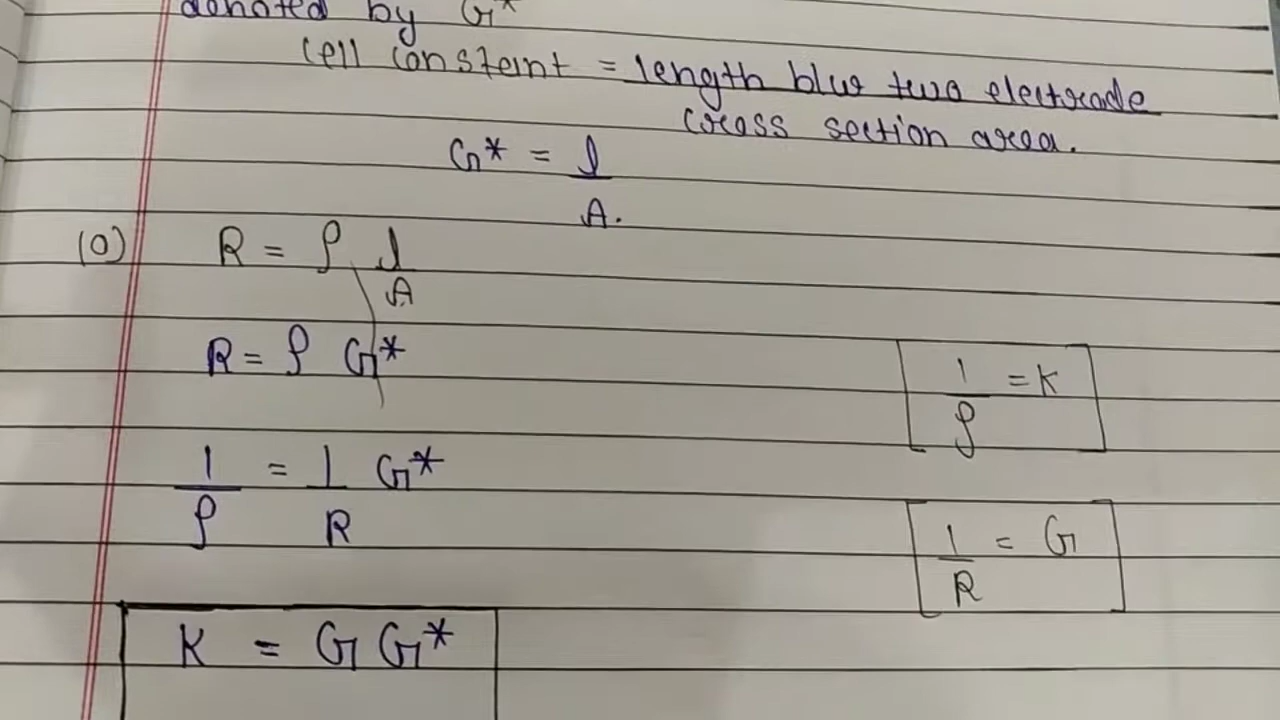 denoted by G*
Cell Constant = length b/w two electrode
cross section area.
G* = l
A.
(0) R = ρ l
A
R = ρ G*
1 = K
ρ
1 = 1 G*
ρ R
1 = G
R
K = G G*